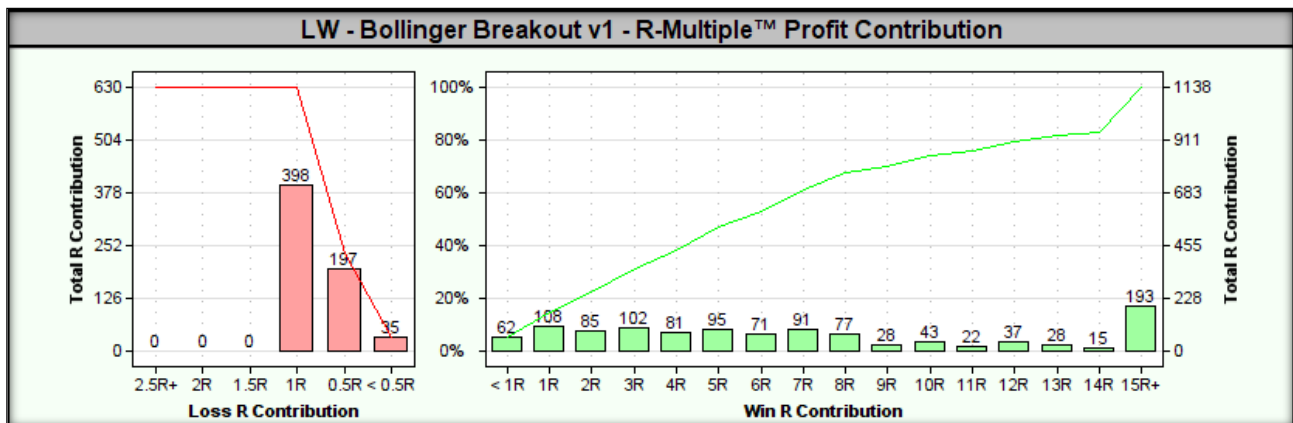 LW - Bollinger Breakout v1 - R-Multiple™ Profit Contribution
Total R Contribution
630
504
378
252
126
0
0 0 0 398 197 35
2.5R+ 2R 1.5R 1R 0.5R < 0.5R
Loss R Contribution
100%
80%
60%
40%
20%
0%
62 108 85 102 81 95 71 91 77 28 43 22 37 28 15 193
< 1R 1R 2R 3R 4R 5R 6R 7R 8R 9R 10R 11R 12R 13R 14R 15R+
Win R Contribution
1138
911
683
455
228
0
Total R Contribution